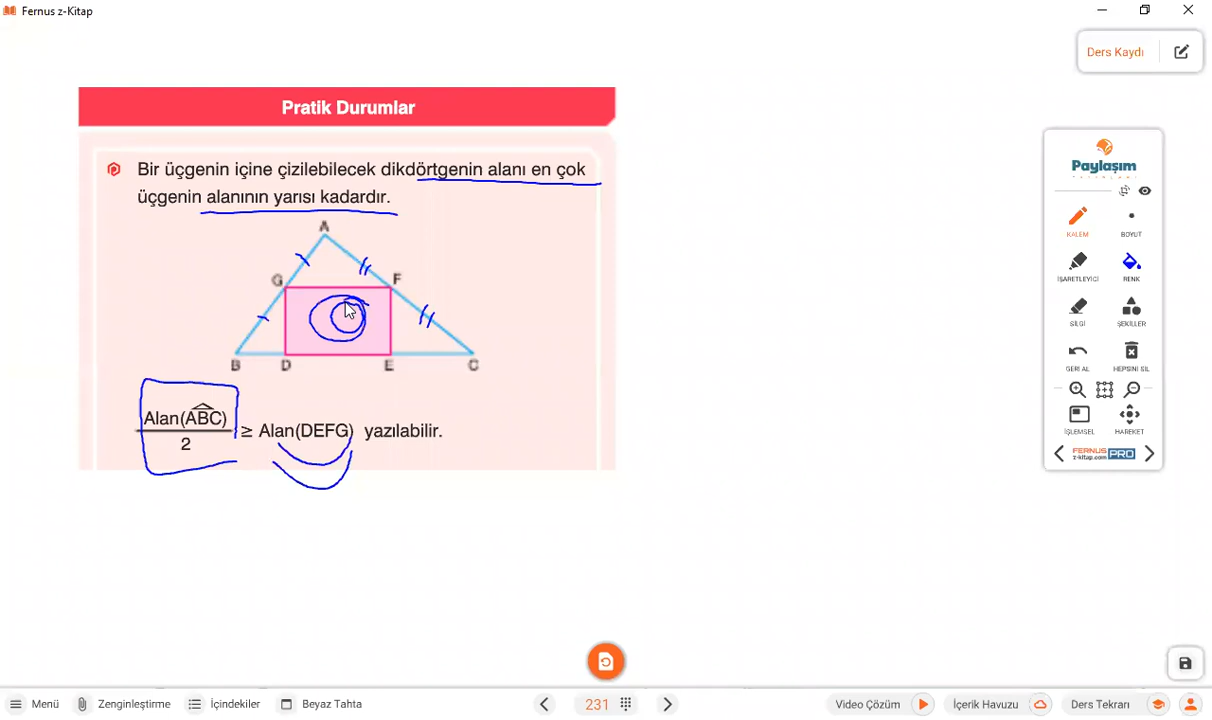 Fernus z-Kitap
Ders Kaydı
Pratik Durumlar
Bir üçgenin içine çizilebilecek dikdörtgenin alanı en çok
üçgenin alanının yarısı kadardır.
A
G
F
B
D
E
C
Alan(ABC)
2
≥ Alan(DEFG) yazılabilir.
Paylaşım
YAYINLARI
KALEM
BOYUT
İŞARETLEYİCİ
RENK
SİLGİ
ŞEKİLLER
GERİ AL
HEPSİNİ SİL
İŞLEMSEL
HAREKET
FERNUS
z-kitap.com
PRO
Menü
Zenginleştirme
İçindekiler
Beyaz Tahta
231
Video Çözüm
İçerik Havuzu
Ders Tekrarı